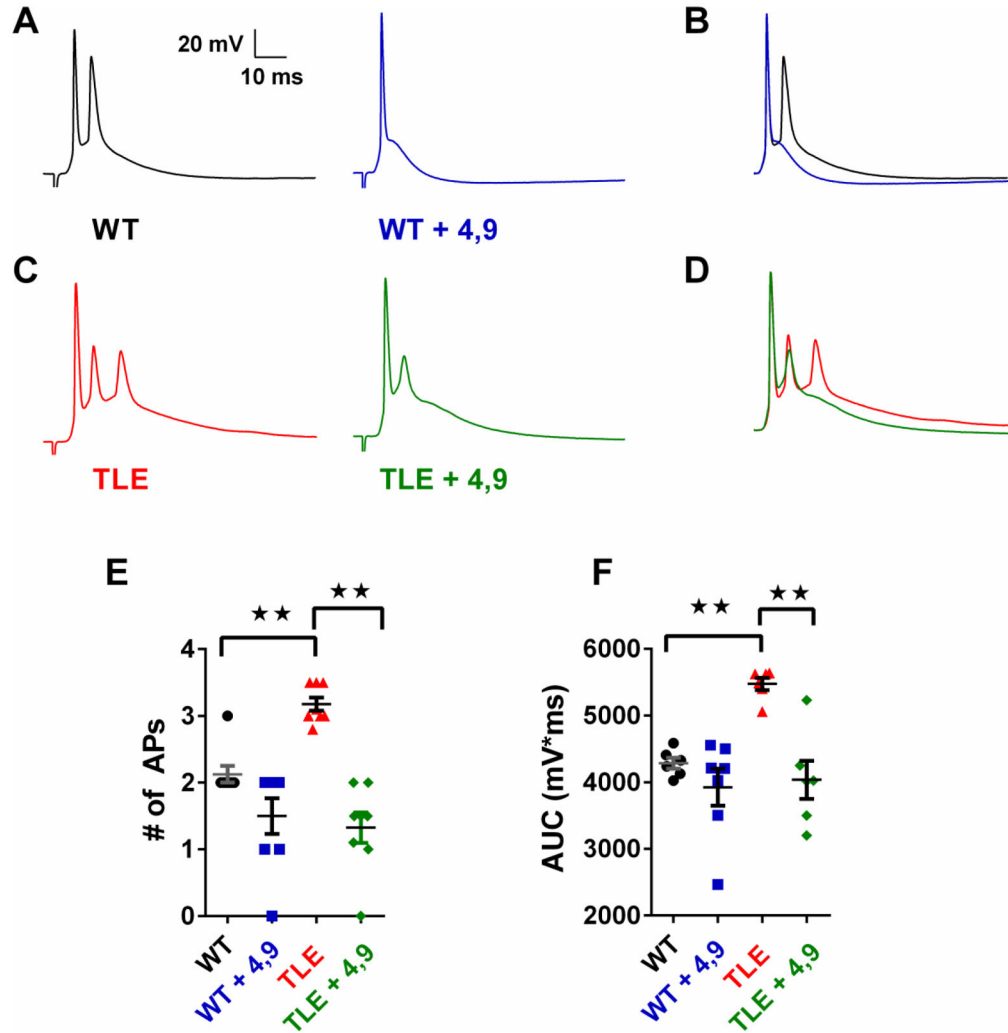 A
20 mV
10 ms
B
WT
WT + 4,9
C
D
TLE
TLE + 4,9
E
★★
★★
# of APs
4
3
2
1
0
WT
WT + 4,9
TLE
TLE + 4,9
F
★★
★★
AUC (mV*ms)
6000
5000
4000
3000
2000
WT
WT + 4,9
TLE
TLE + 4,9